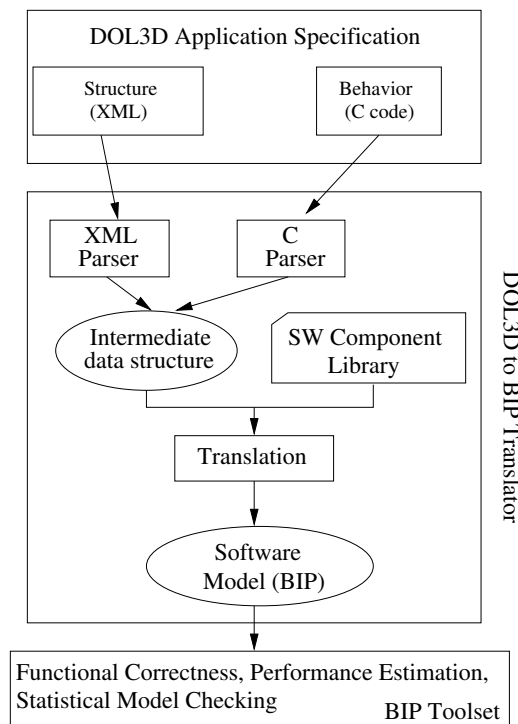 DOL3D Application Specification
Structure
(XML)
Behavior
(C code)
XML
Parser
C
Parser
Intermediate
data structure
SW Component
Library
Translation
Software
Model (BIP)
DOL3D to BIP Translator
Functional Correctness, Performance Estimation,
Statistical Model Checking
BIP Toolset